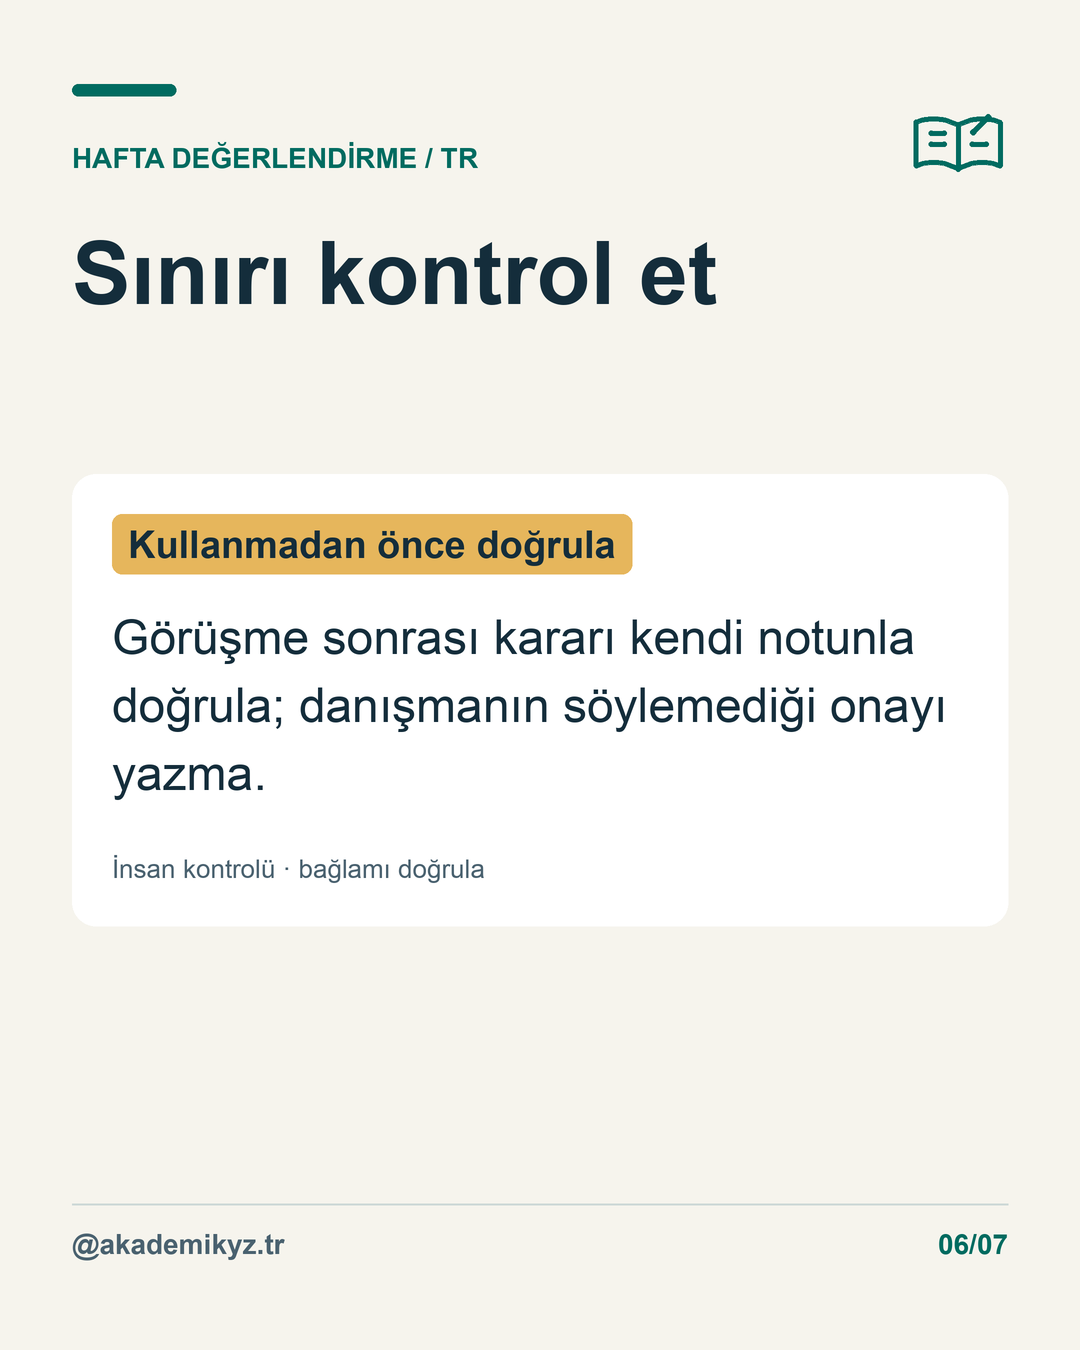 HAFTA DEĞERLENDİRME / TR
Sınırı kontrol et
Kullanmadan önce doğrula
Görüşme sonrası kararı kendi notunla
doğrula; danışmanın söylemediği onayı
yazma.
İnsan kontrolü · bağlamı doğrula
@akademikyz.tr
06/07